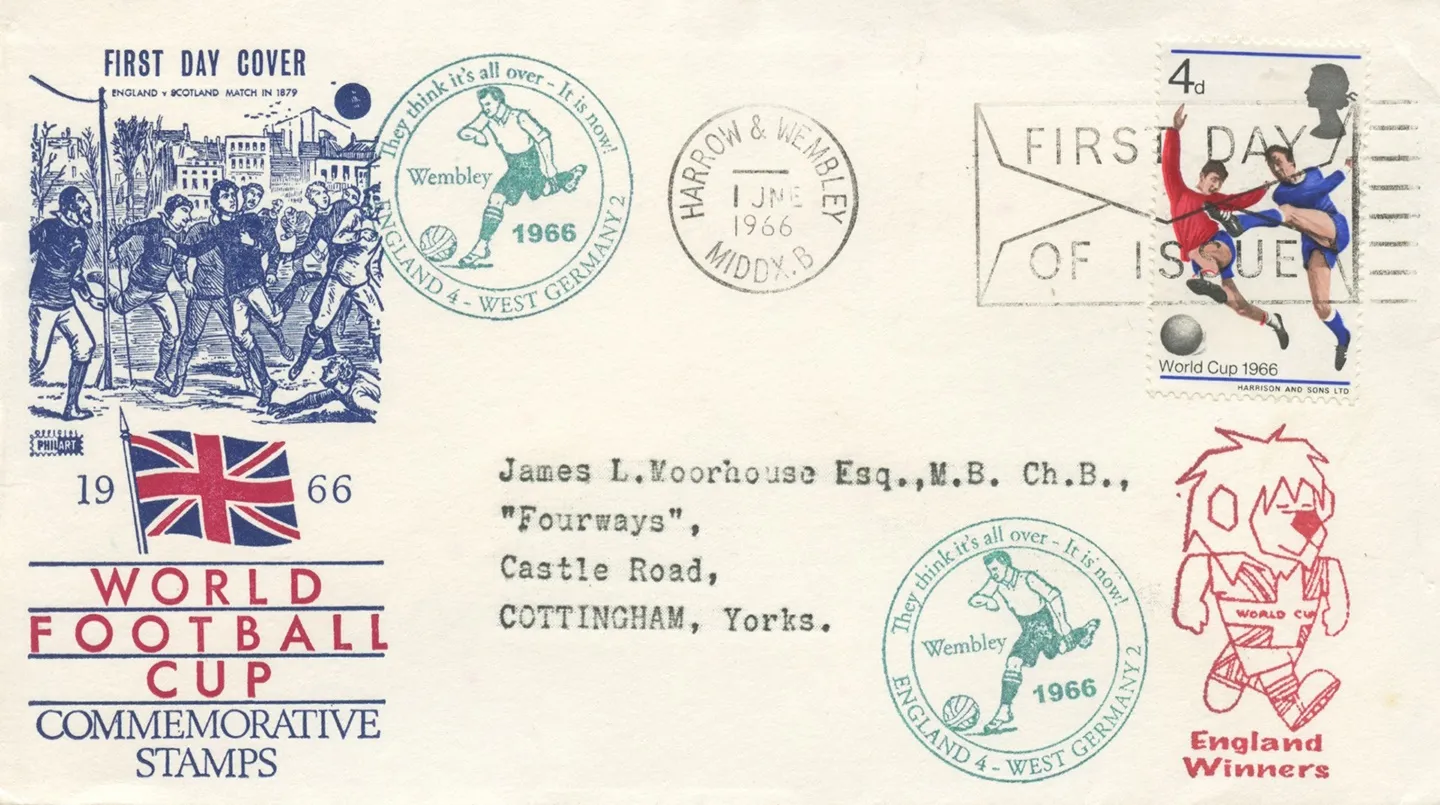 FIRST DAY COVER
ENGLAND v SCOTLAND MATCH IN 1879
OFFICIAL
PHILART
19 66
WORLD
FOOTBALL
CUP
COMMEMORATIVE
STAMPS
They think it's all over - It is now!
Wembley
1966
ENGLAND 4 - WEST GERMANY 2
HARROW & WEMBLEY
1 JNE
1966
MIDDX. B
FIRST DAY
OF ISSUE
4d
World Cup 1966
HARRISON AND SONS LTD
James L.Moorhouse Esq.,M.B. Ch.B.,
"Fourways",
Castle Road,
COTTINGHAM, Yorks.
They think it's all over - It is now!
Wembley
1966
ENGLAND 4 - WEST GERMANY 2
WORLD CUP
England
Winners